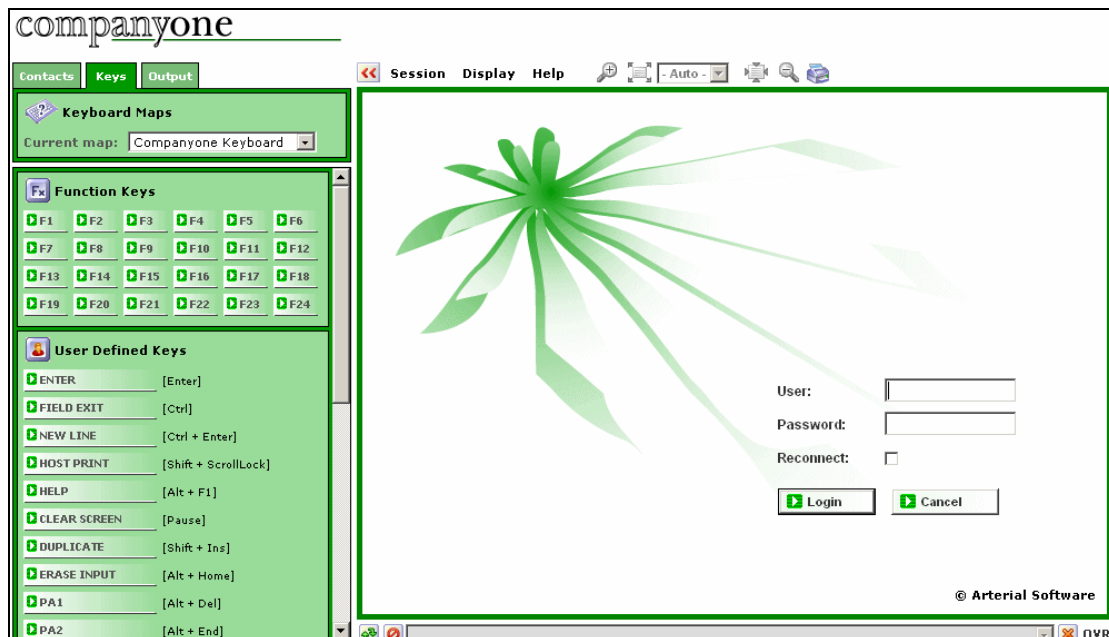 companyone
Contacts Keys Output
Session Display Help - Auto -
Keyboard Maps
Current map: Companyone Keyboard
Fx Function Keys
F1 F2 F3 F4 F5 F6
F7 F8 F9 F10 F11 F12
F13 F14 F15 F16 F17 F18
F19 F20 F21 F22 F23 F24
User Defined Keys
ENTER [Enter]
FIELD EXIT [Ctrl]
NEW LINE [Ctrl + Enter]
HOST PRINT [Shift + ScrollLock]
HELP [Alt + F1]
CLEAR SCREEN [Pause]
DUPLICATE [Shift + Ins]
ERASE INPUT [Alt + Home]
PA1 [Alt + Del]
PA2 [Alt + End]
User:
Password:
Reconnect:
Login Cancel
© Arterial Software
OVR